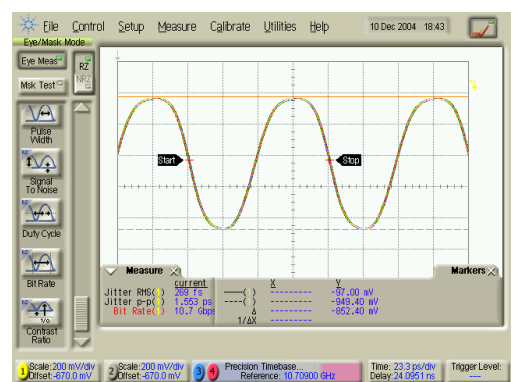 File Control Setup Measure Calibrate Utilities Help 10 Dec 2004 18:43
Eye/Mask Mode
Eye Meas
RZ
NRZ
Msk Test
Pulse
Width
Signal
To Noise
Duty Cycle
Bit Rate
Contrast
Ratio
Start
Stop
Measure
Markers
current
Jitter RMS( ) 269 fs
Jitter p-p( ) 1.553 ps
Bit Rate( ) 10.7 Gbps
X Y
---( ) --------- -97.00 mV
---( ) --------- -949.40 mV
Δ --------- -852.40 mV
1/ΔX ---------
1 Scale:200 mV/div
Offset:-670.0 mV
2 Scale:200 mV/div
Offset:-670.0 mV
3 4 Precision Timebase...
Reference: 10.70900 GHz
Time: 23.3 ps/div
Delay:24.0951 ns
Trigger Level:
---